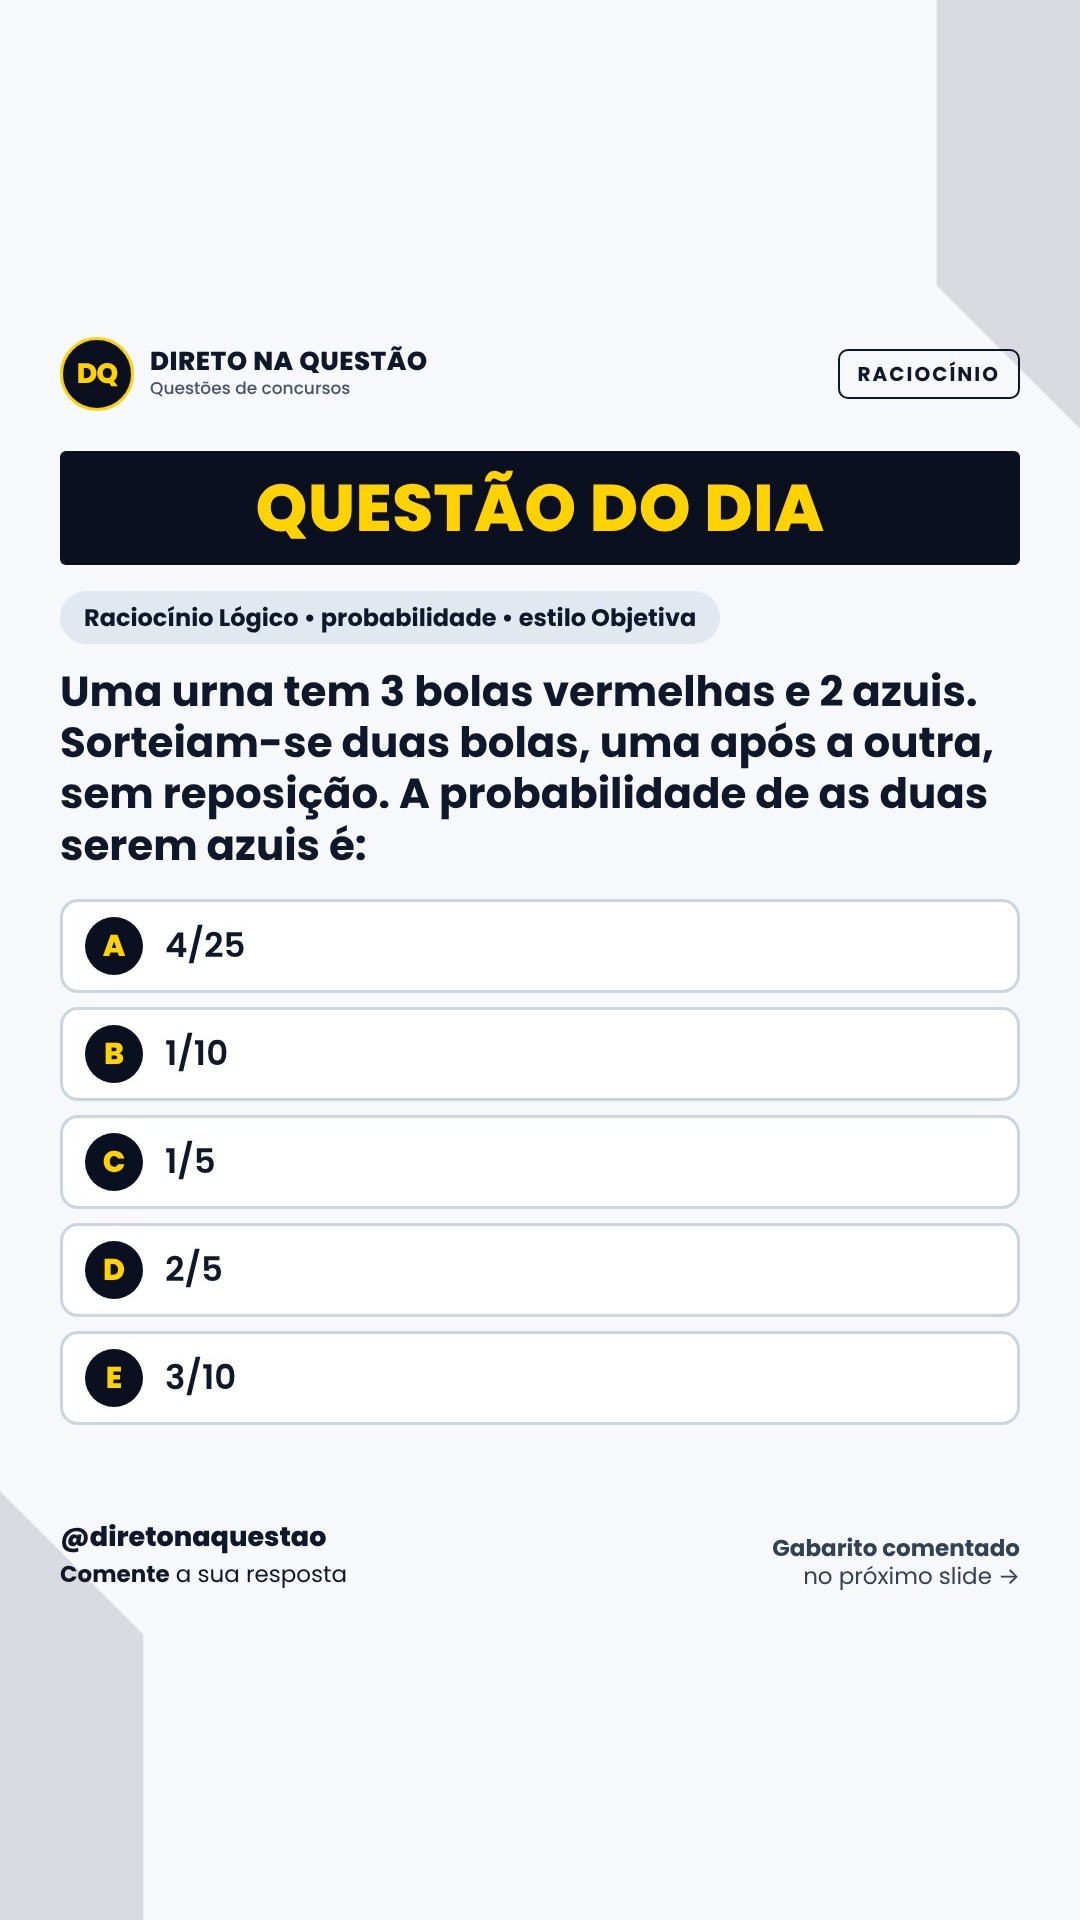 DQ
DIRETO NA QUESTÃO
Questões de concursos
RACIOCÍNIO
QUESTÃO DO DIA
Raciocínio Lógico • probabilidade • estilo Objetiva
Uma urna tem 3 bolas vermelhas e 2 azuis.
Sorteiam-se duas bolas, uma após a outra,
sem reposição. A probabilidade de as duas
serem azuis é:
A 4/25
B 1/10
C 1/5
D 2/5
E 3/10
@diretonaquestao
Comente a sua resposta
Gabarito comentado
no próximo slide →